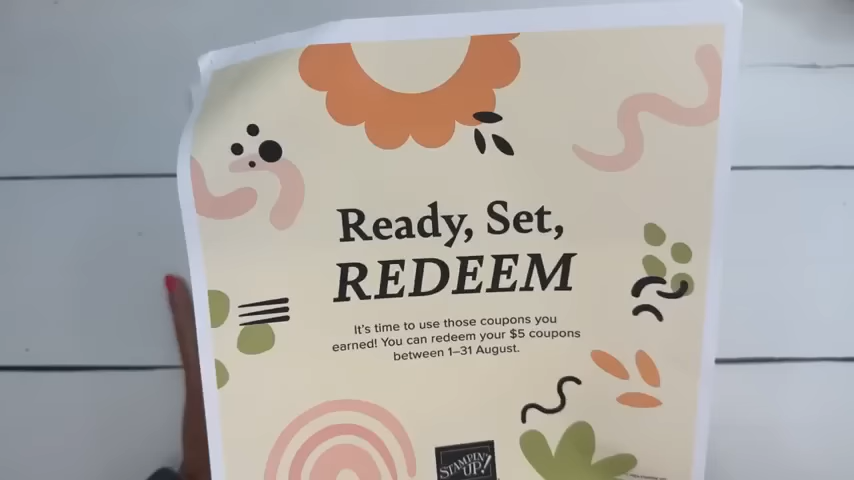 Ready, Set,
REDEEM
It's time to use those coupons you
earned! You can redeem your $5 coupons
between 1–31 August.
STAMPIN'
UP!